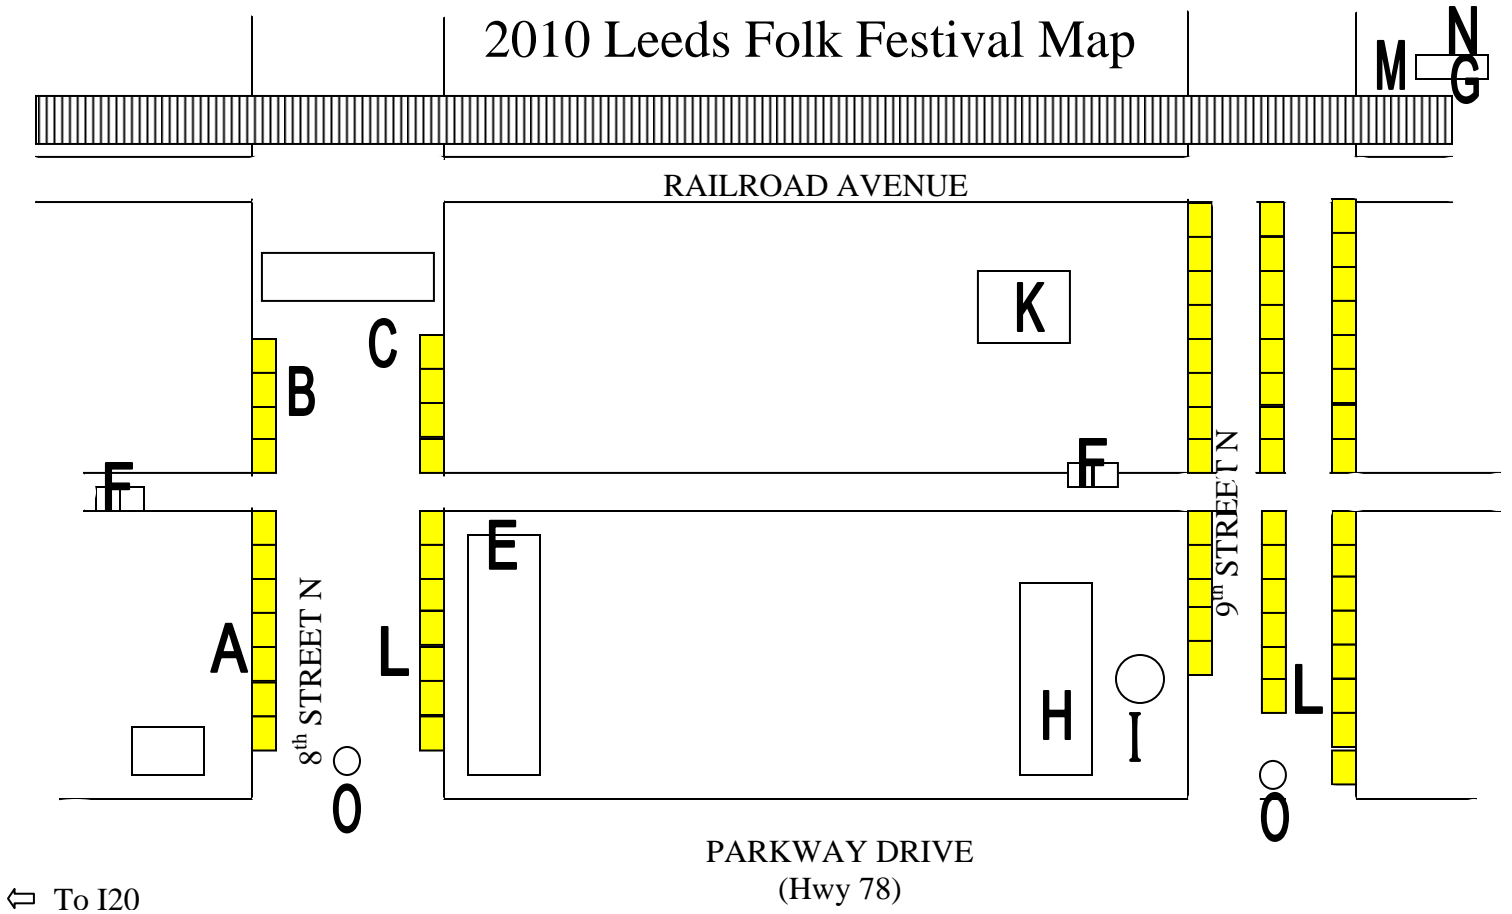 2010 Leeds Folk Festival Map
N
M
G
RAILROAD AVENUE
K
C
B
F
F
E
9th STREET N
8th STREET N
A
L
L
H
I
O
O
PARKWAY DRIVE
(Hwy 78)
⇦ To I20